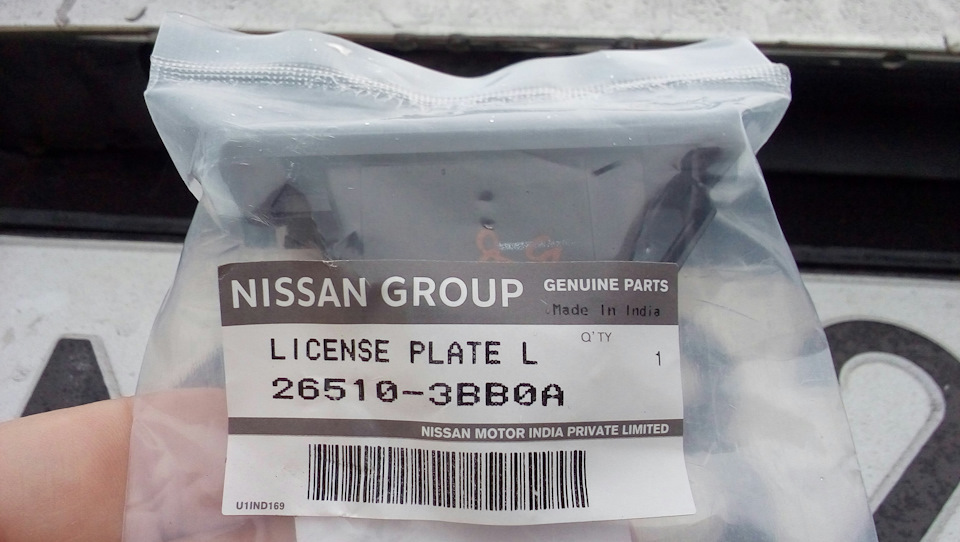 NISSAN GROUP GENUINE PARTS
Made In India
Q'TY
LICENSE PLATE L 1
26510-3BB0A
NISSAN MOTOR INDIA PRIVATE LIMITED
U1IND169